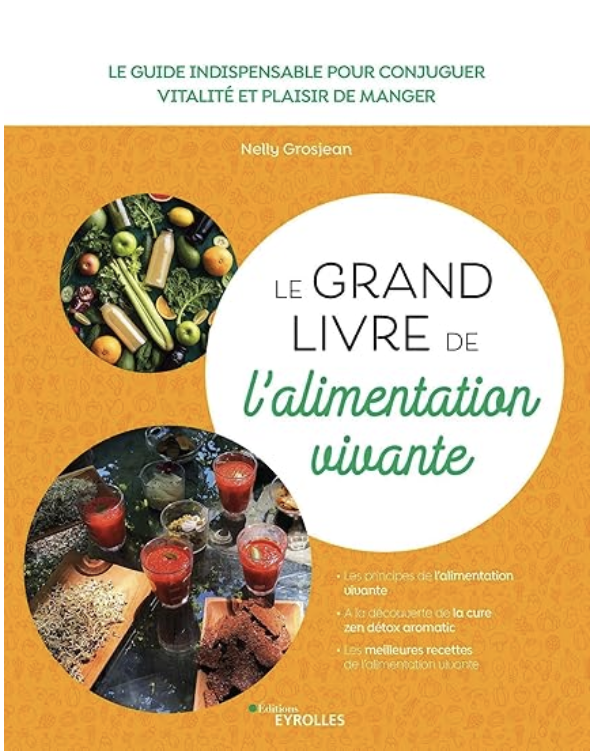 LE GUIDE INDISPENSABLE POUR CONJUGUER
VITALITÉ ET PLAISIR DE MANGER
Nelly Grosjean
LE GRAND
LIVRE DE
l'alimentation
vivante
• Les principes de l'alimentation
vivante
• À la découverte de la cure
zen détox aromatic
• Les meilleures recettes
de l'alimentation vivante
Éditions
EYROLLES